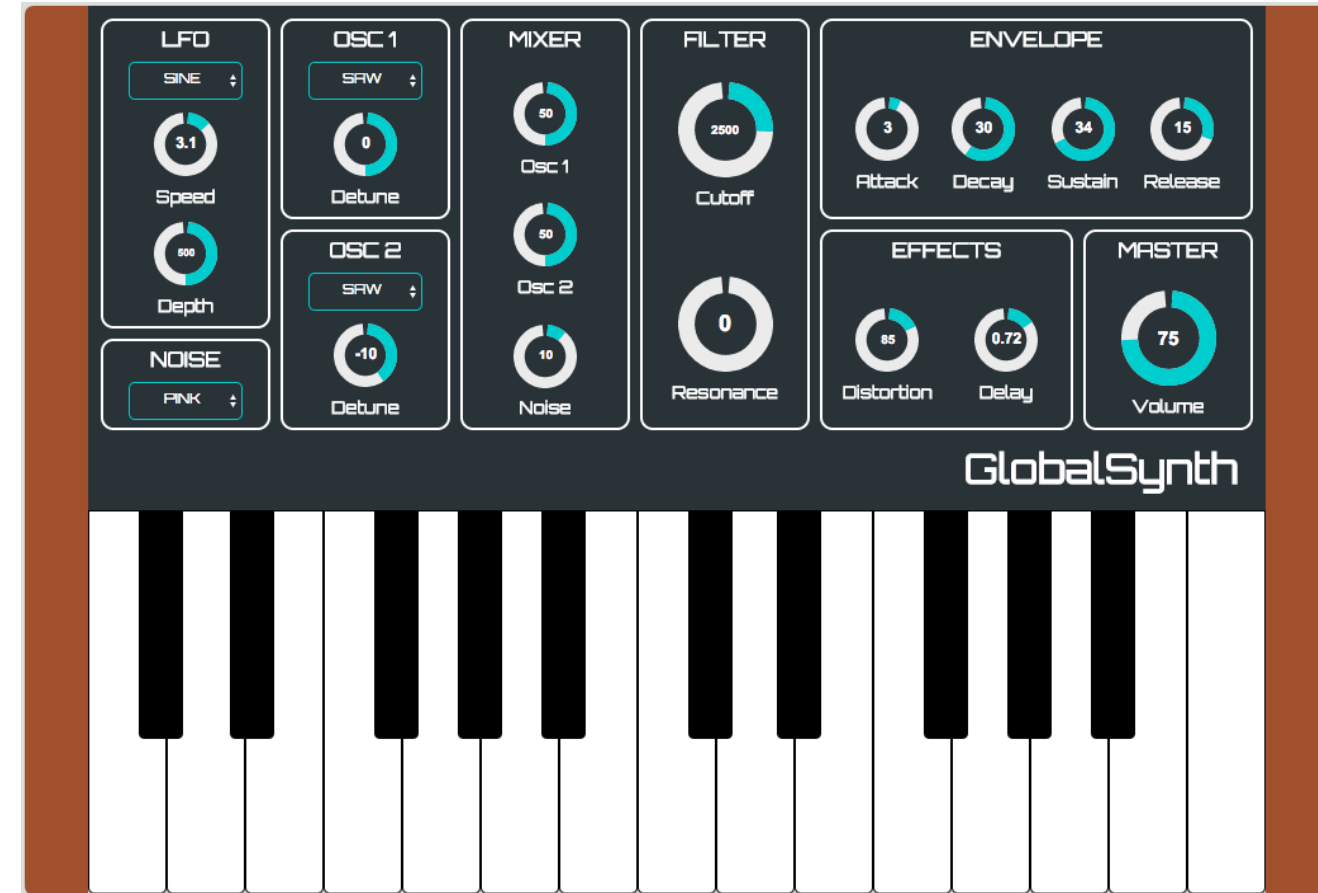 LFO
SINE
3.1
Speed
500
Depth
NOISE
PINK
OSC 1
SAW
0
Detune
OSC 2
SAW
-10
Detune
MIXER
50
Osc 1
50
Osc 2
10
Noise
FILTER
2500
Cutoff
0
Resonance
ENVELOPE
3 30 34 15
Attack Decay Sustain Release
EFFECTS
85 0.72
Distortion Delay
MASTER
75
Volume
GlobalSynth